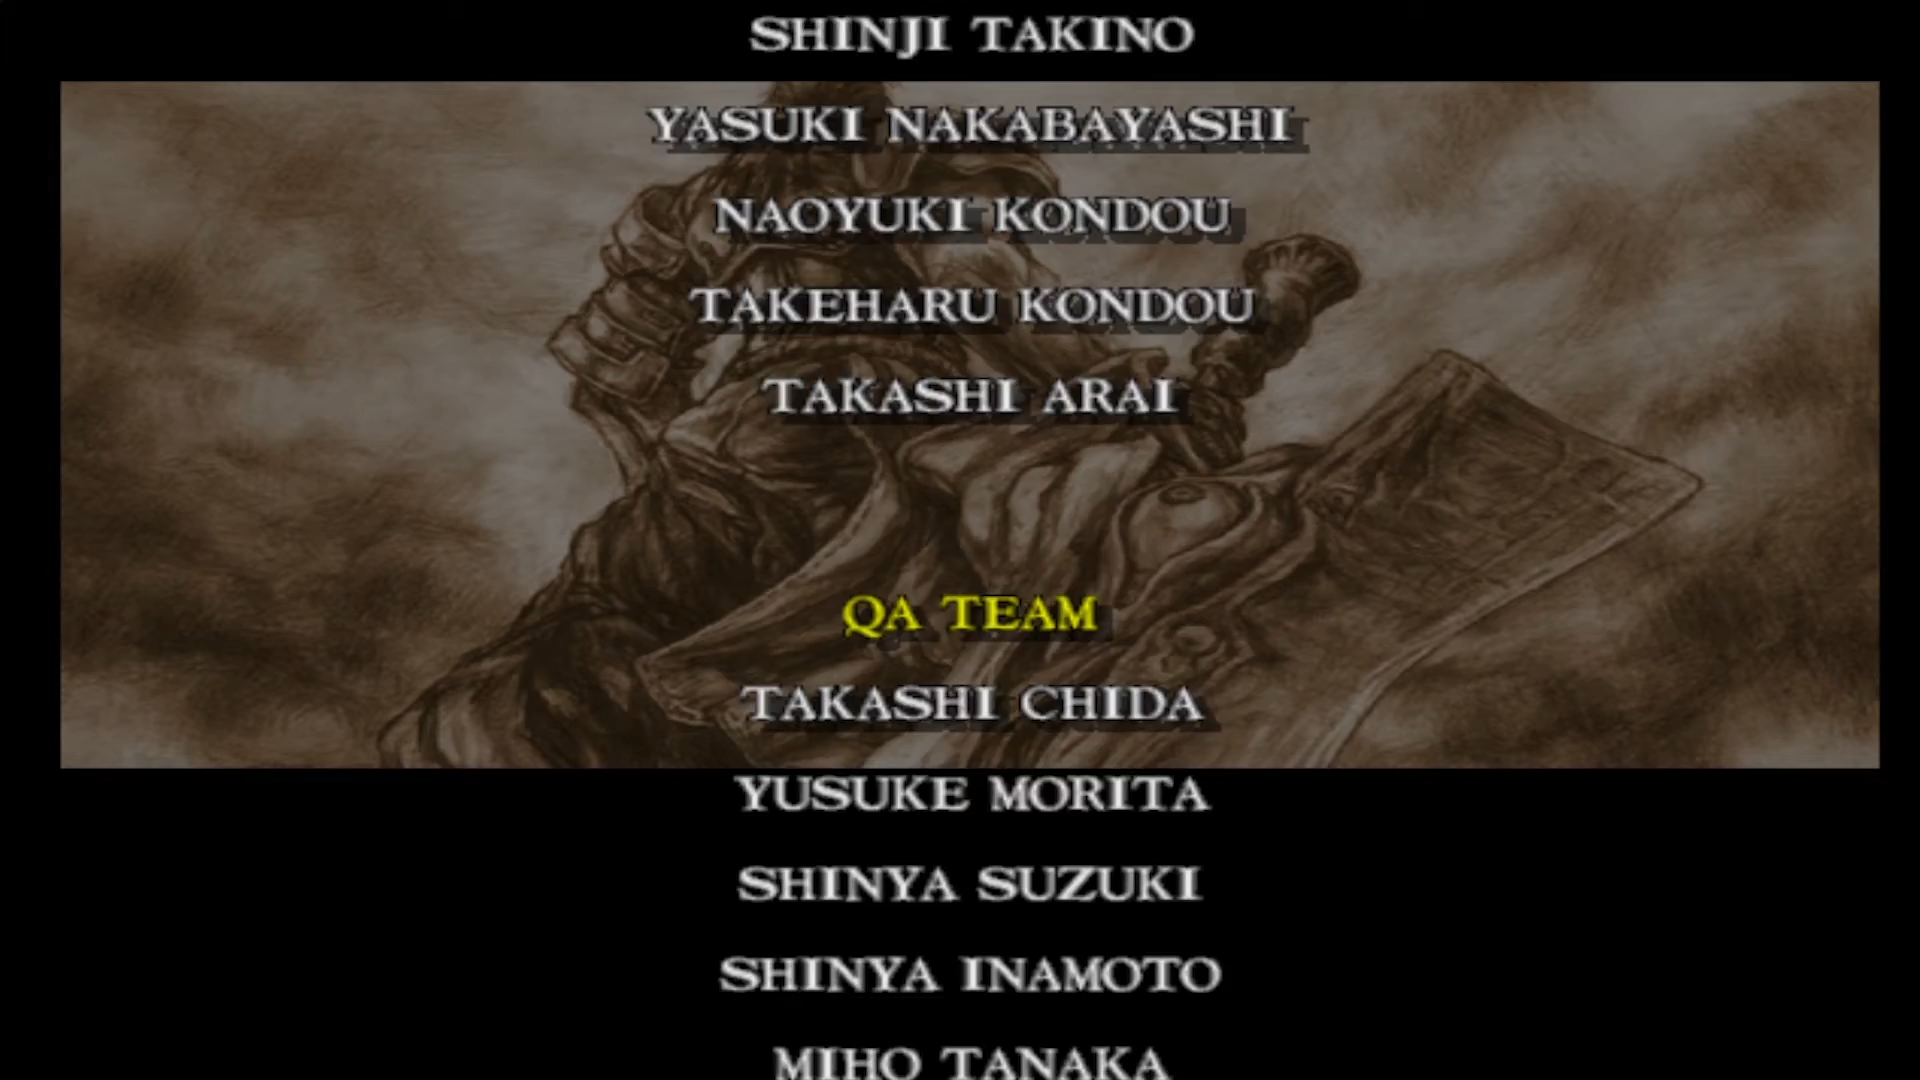 SHINJI TAKINO
YASUKI NAKABAYASHI
NAOYUKI KONDOU
TAKEHARU KONDOU
TAKASHI ARAI
QA TEAM
TAKASHI CHIDA
YUSUKE MORITA
SHINYA SUZUKI
SHINYA INAMOTO
MIHO TANAKA